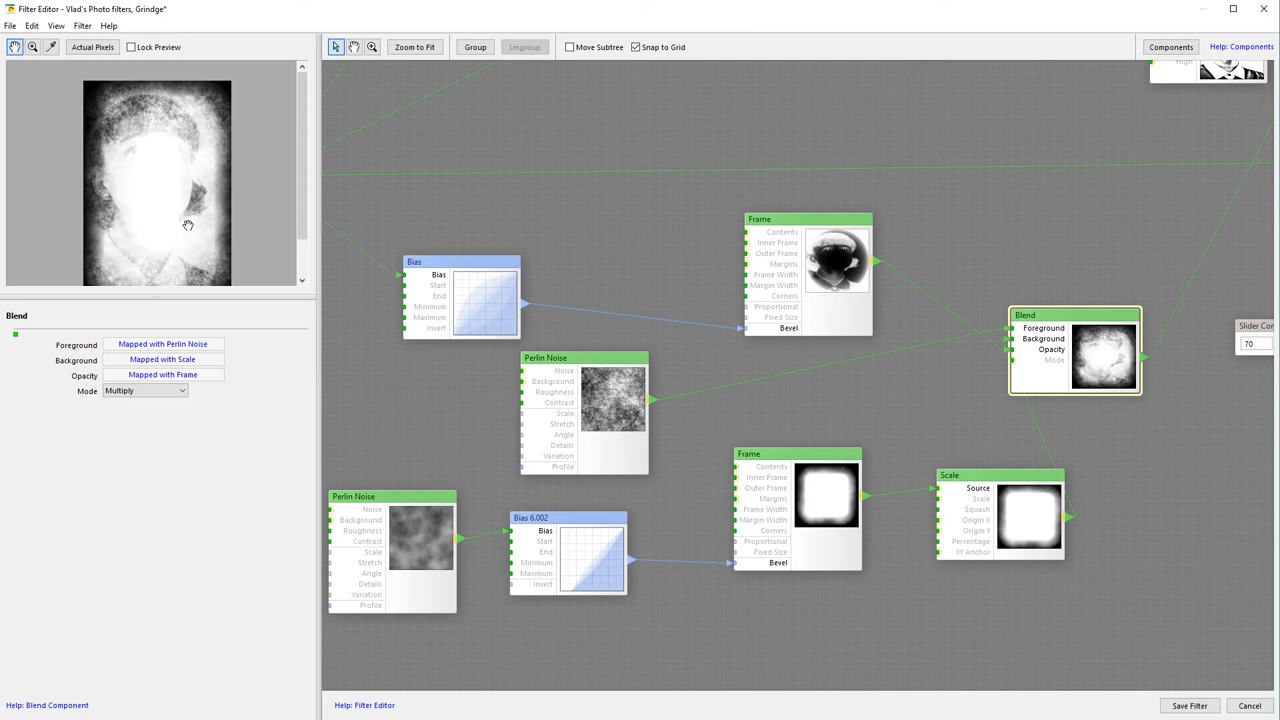 Filter Editor - Vlad's Photo filters, Grindge*
File Edit View Filter Help
Actual Pixels Lock Preview
Zoom to Fit Group Ungroup Move Subtree Snap to Grid Components Help: Components
High
Blend
Foreground Mapped with Perlin Noise
Background Mapped with Scale
Opacity Mapped with Frame
Mode Multiply
Bias
Bias
Start
End
Minimum
Maximum
Invert
Frame
Contents
Inner Frame
Outer Frame
Margins
Frame Width
Margin Width
Corners
Proportional
Fixed Size
Bevel
Blend
Foreground
Background
Opacity
Mode
Slider Con
70
Perlin Noise
Noise
Background
Roughness
Contrast
Scale
Stretch
Angle
Details
Variation
Profile
Frame
Contents
Inner Frame
Outer Frame
Margins
Frame Width
Margin Width
Corners
Proportional
Fixed Size
Bevel
Scale
Source
Scale
Squash
Origin X
Origin Y
Percentage
XY Anchor
Perlin Noise
Noise
Background
Roughness
Contrast
Scale
Stretch
Angle
Details
Variation
Profile
Bias 6.002
Bias
Start
End
Minimum
Maximum
Invert
Help: Blend Component Help: Filter Editor Save Filter Cancel